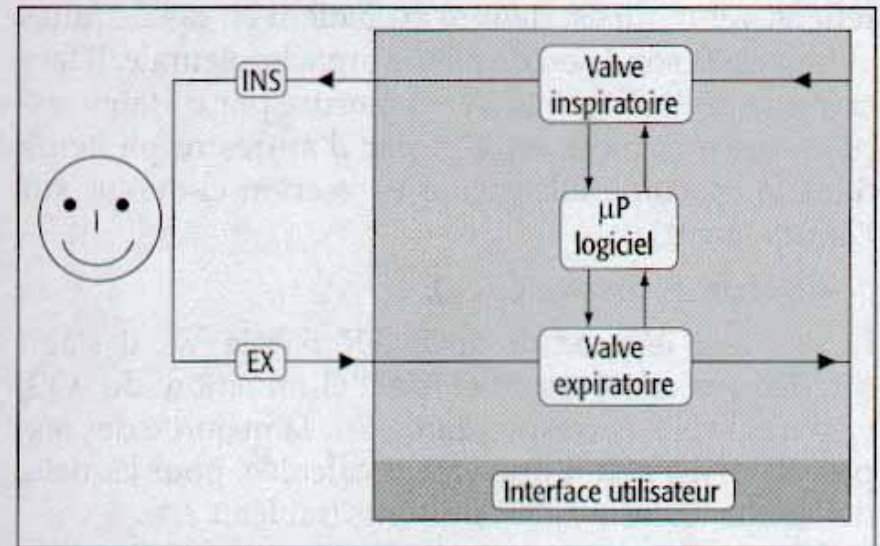 INS
Valve
inspiratoire
µP
logiciel
EX
Valve
expiratoire
Interface utilisateur